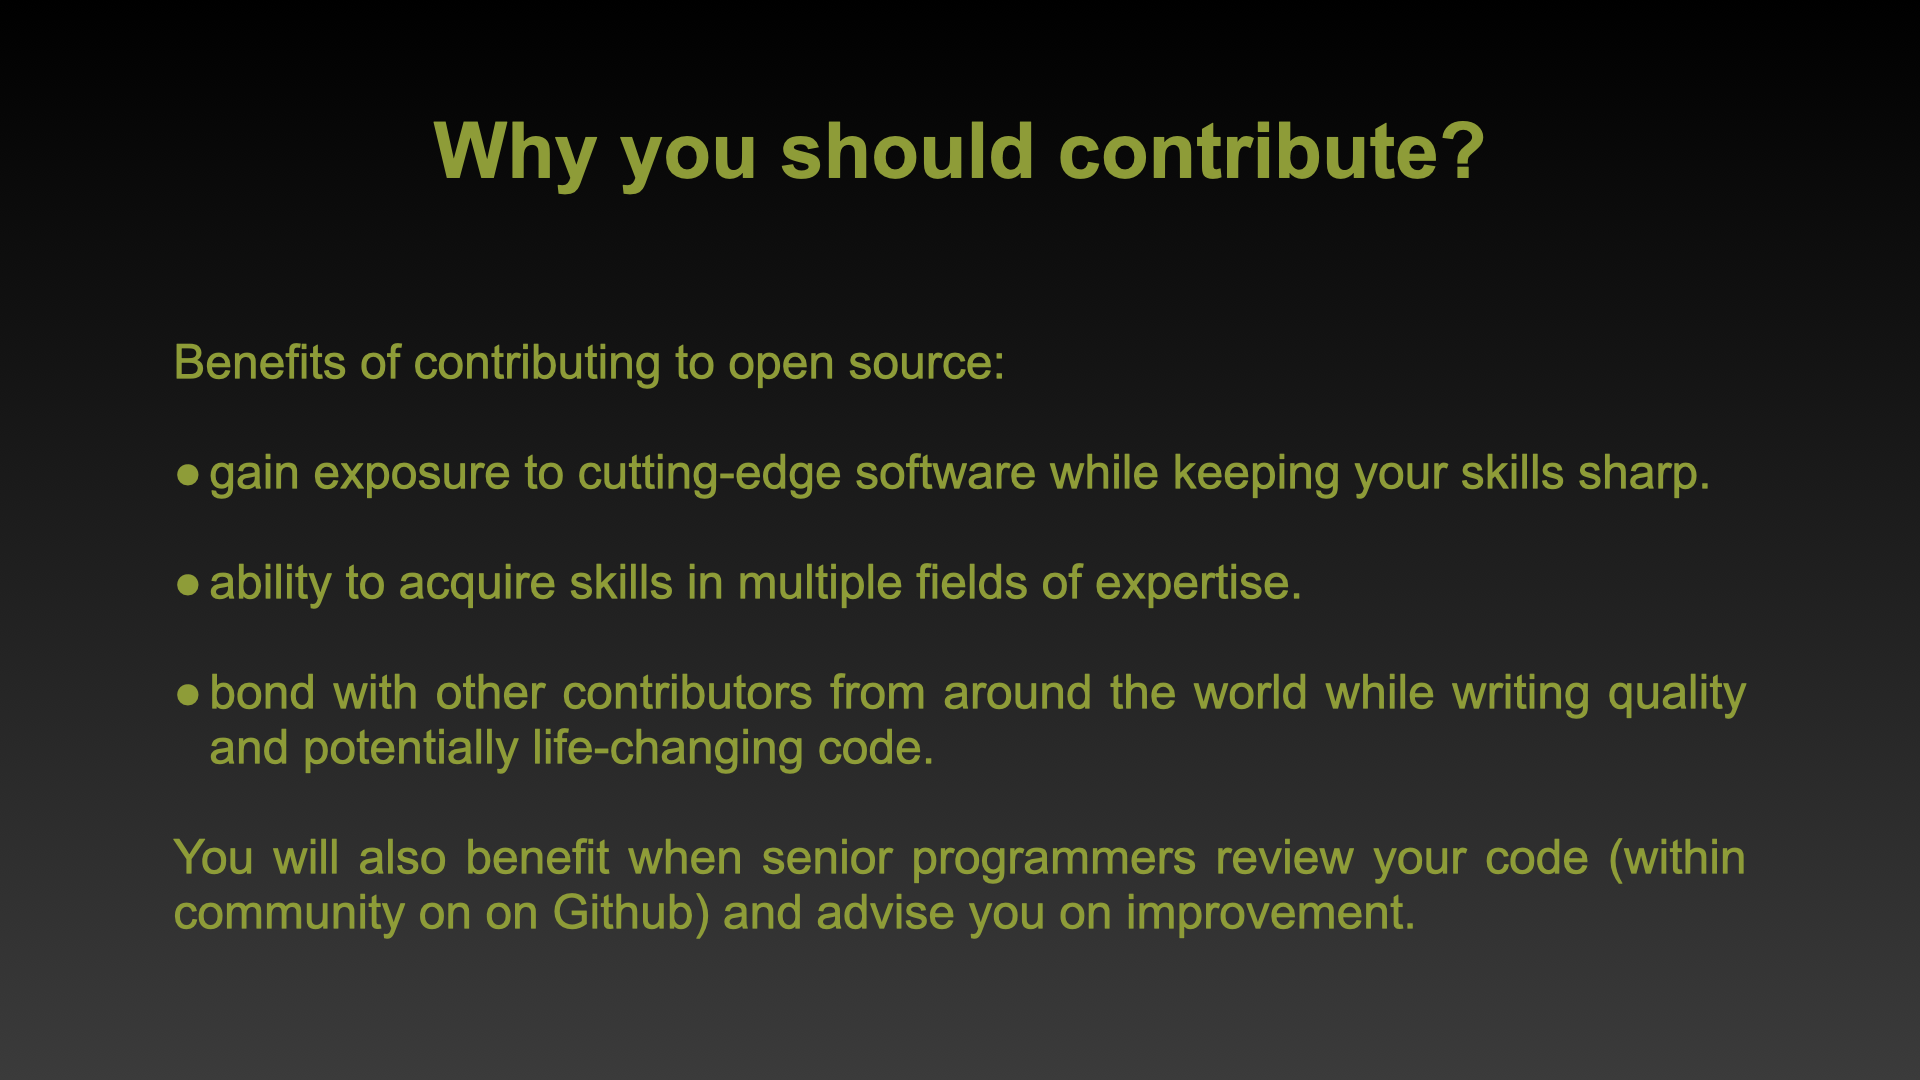 Why you should contribute?
Benefits of contributing to open source:
● gain exposure to cutting-edge software while keeping your skills sharp.
● ability to acquire skills in multiple fields of expertise.
● bond with other contributors from around the world while writing quality
and potentially life-changing code.
You will also benefit when senior programmers review your code (within
community on on Github) and advise you on improvement.